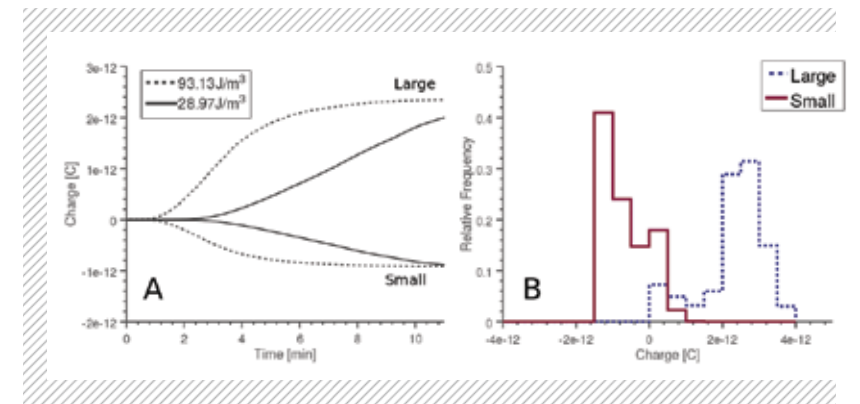 3e-12
2e-12
1e-12
0
-1e-12
-2e-12
Charge [C]
93.13J/m³
28.97J/m³
Large
Small
A
0 2 4 6 8 10
Time [min]
0.5
0.4
0.3
0.2
0.1
0
Relative Frequency
Large
Small
B
-4e-12 -2e-12 0 2e-12 4e-12
Charge [C]